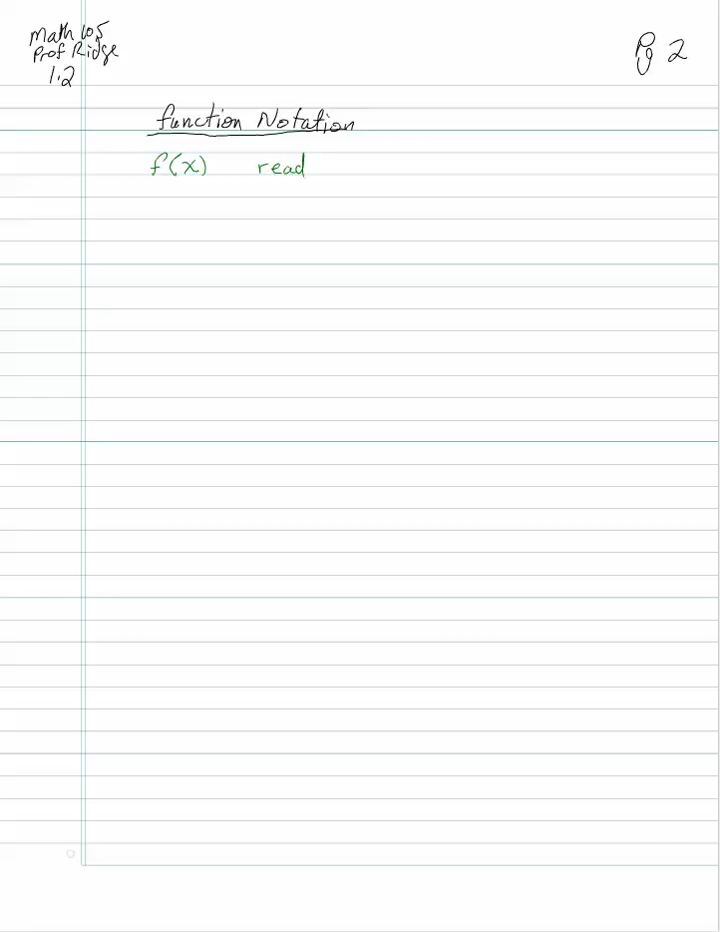 Math 105
Prof Ridge
1.2
Pg 2
function Notation
f(x) read